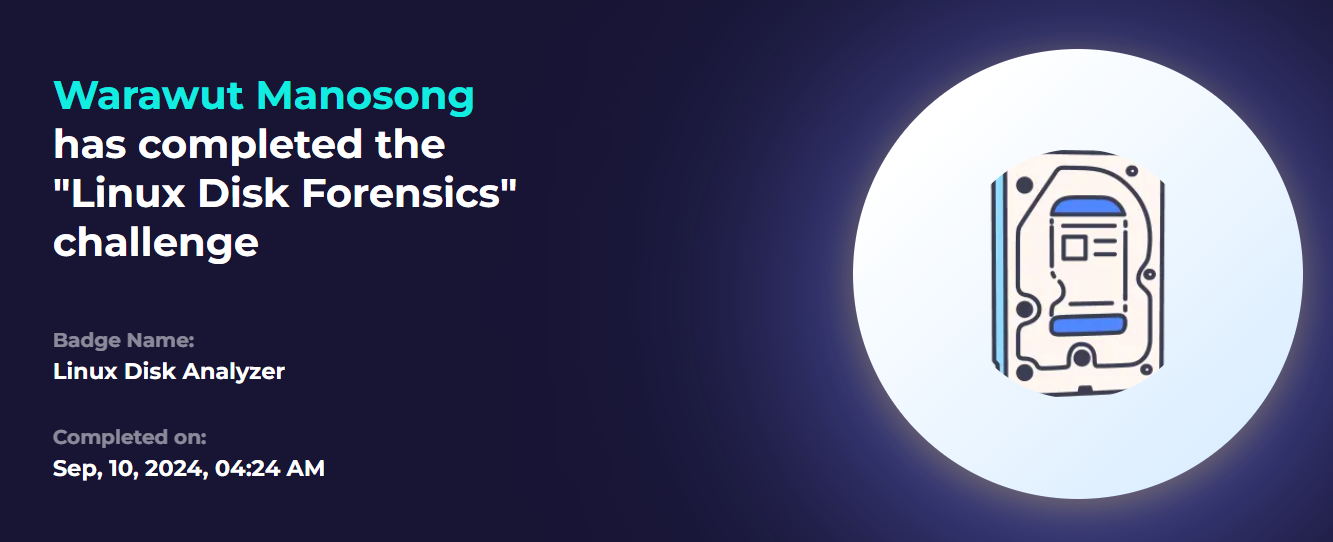 Warawut Manosong
has completed the
"Linux Disk Forensics"
challenge
Badge Name:
Linux Disk Analyzer
Completed on:
Sep, 10, 2024, 04:24 AM